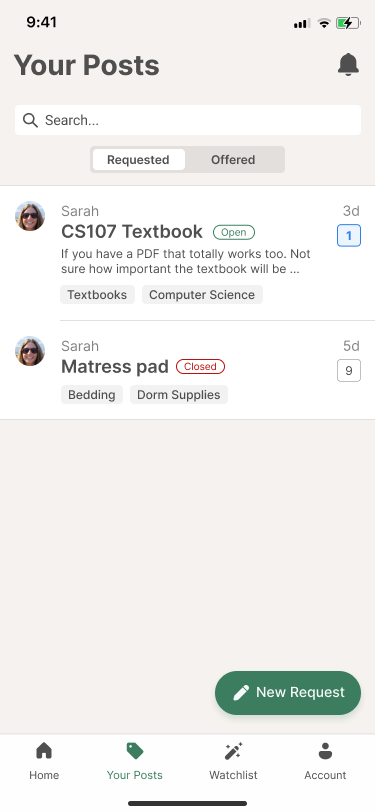 9:41
Your Posts
Search...
Requested
Offered
Sarah
3d
CS107 Textbook
Open
1
If you have a PDF that totally works too. Not
sure how important the textbook will be ...
Textbooks
Computer Science
Sarah
5d
Matress pad
Closed
9
Bedding
Dorm Supplies
New Request
Home
Your Posts
Watchlist
Account